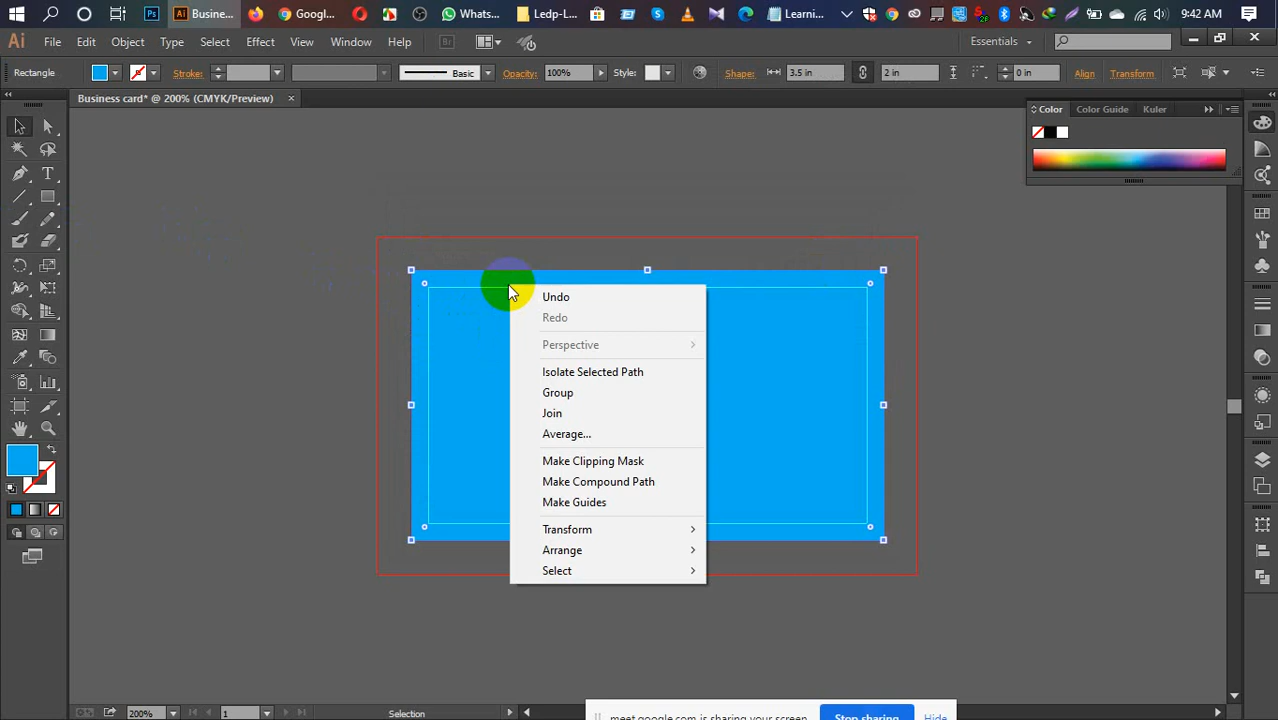 Ps
Ai
Busine...
Googl...
Whats...
Ledp-L...
Learni...
9:42 AM
Ai
File
Edit
Object
Type
Select
Effect
View
Window
Help
Br
Essentials
Rectangle
Stroke:
Basic
Opacity:
100%
Style:
Shape:
3.5 in
2 in
0 in
Align
Transform
Business card* @ 200% (CMYK/Preview)
Color
Color Guide
Ruler
Undo
Redo
Perspective
Isolate Selected Path
Group
Join
Average...
Make Clipping Mask
Make Compound Path
Make Guides
Transform
Arrange
Select
200%
1
Selection
meet.google.com is sharing your screen.
Stop sharing
Hide